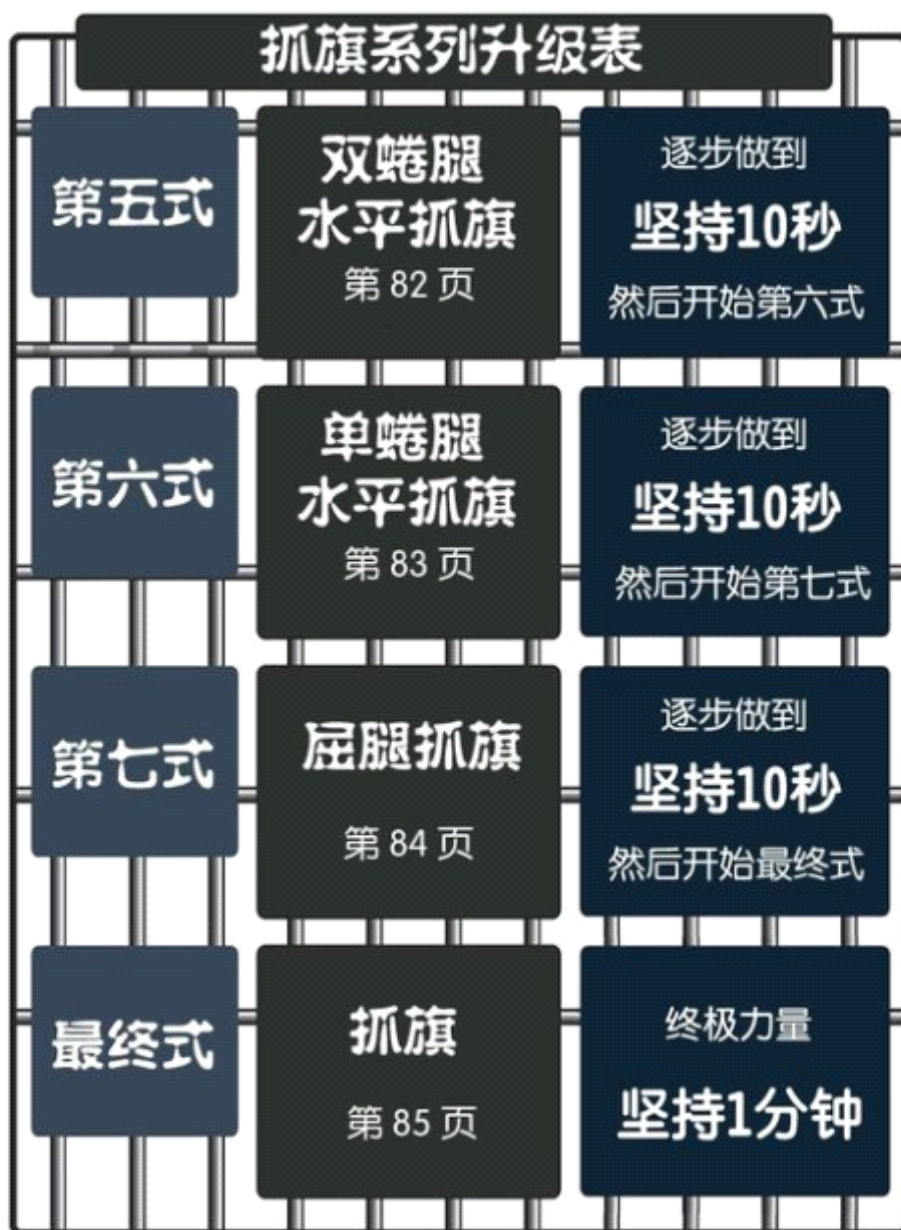 抓旗系列升级表
第五式
双蜷腿
水平抓旗
第 82 页
逐步做到
坚持10秒
然后开始第六式
第六式
单蜷腿
水平抓旗
第 83 页
逐步做到
坚持10秒
然后开始第七式
第七式
屈腿抓旗
第 84 页
逐步做到
坚持10秒
然后开始最终式
最终式
抓旗
第 85 页
终极力量
坚持1分钟